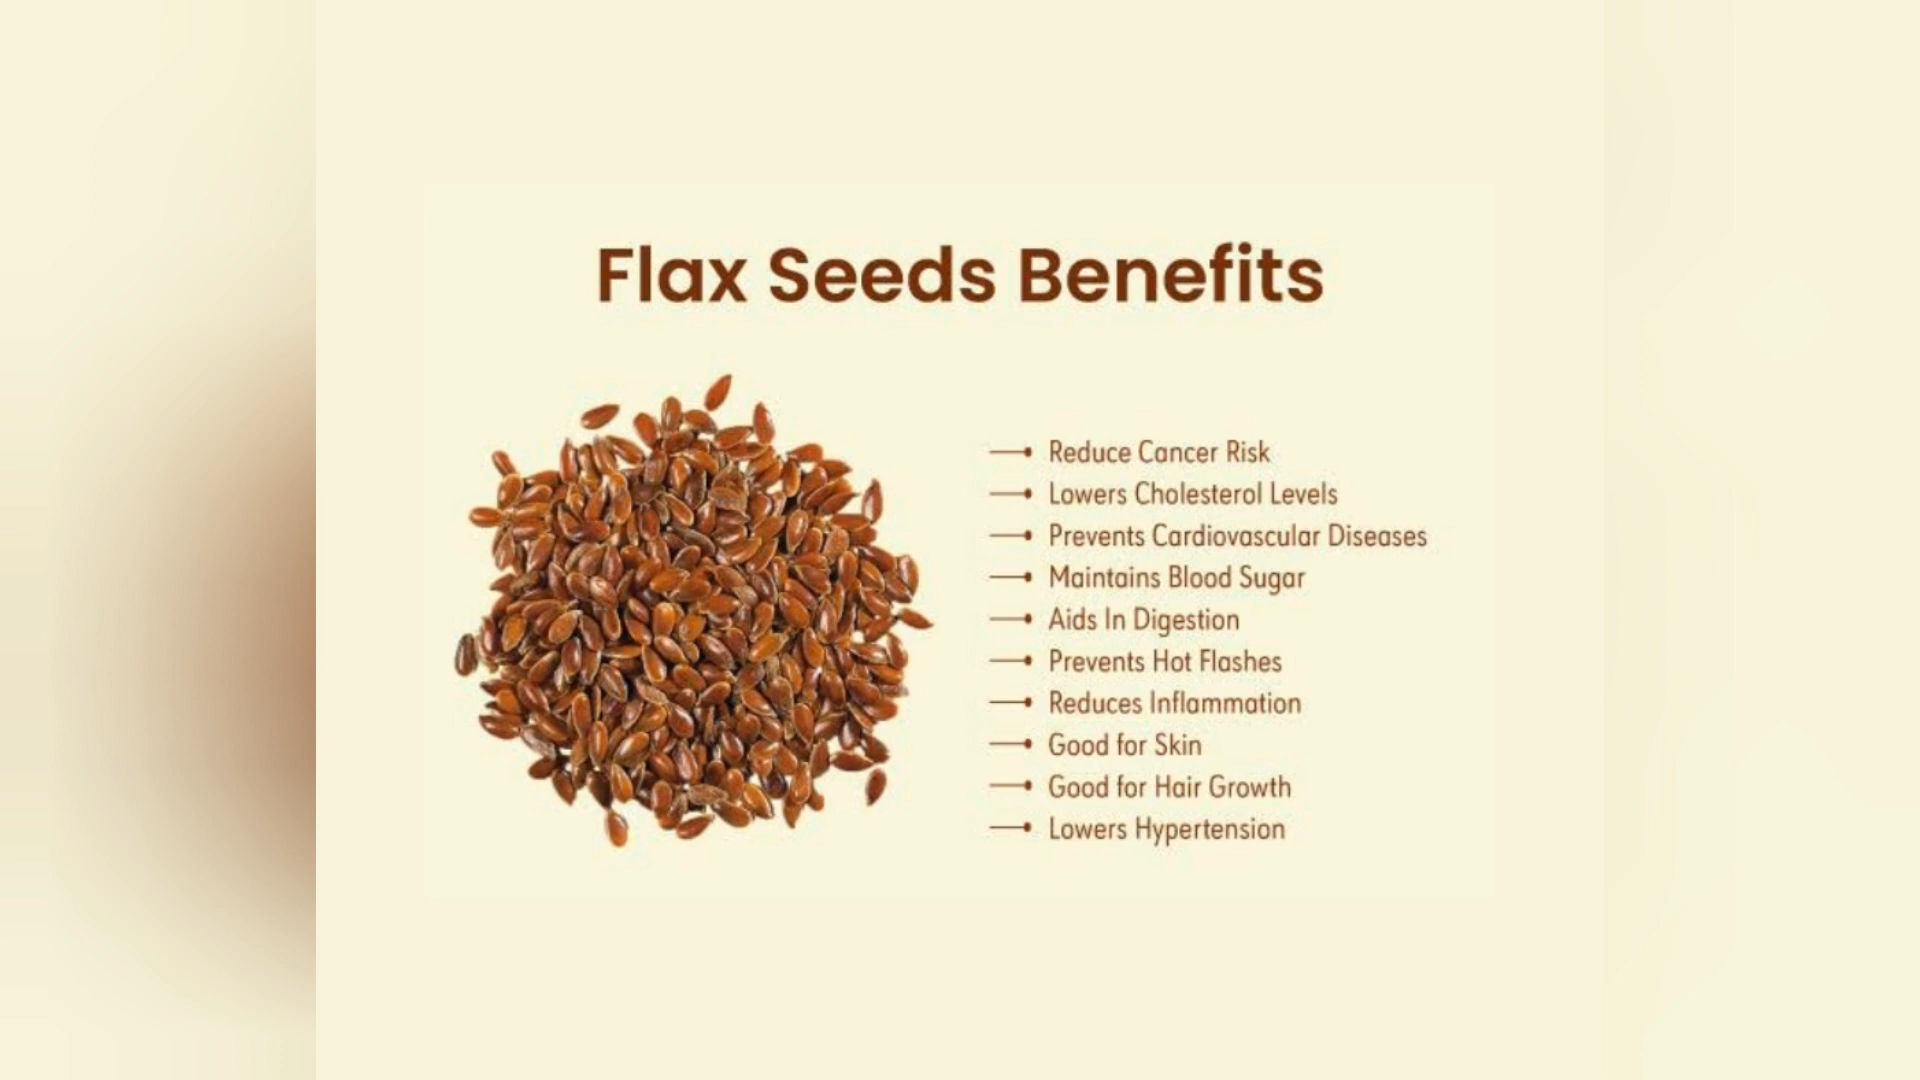 Flax Seeds Benefits
Reduce Cancer Risk
Lowers Cholesterol Levels
Prevents Cardiovascular Diseases
Maintains Blood Sugar
Aids In Digestion
Prevents Hot Flashes
Reduces Inflammation
Good for Skin
Good for Hair Growth
Lowers Hypertension